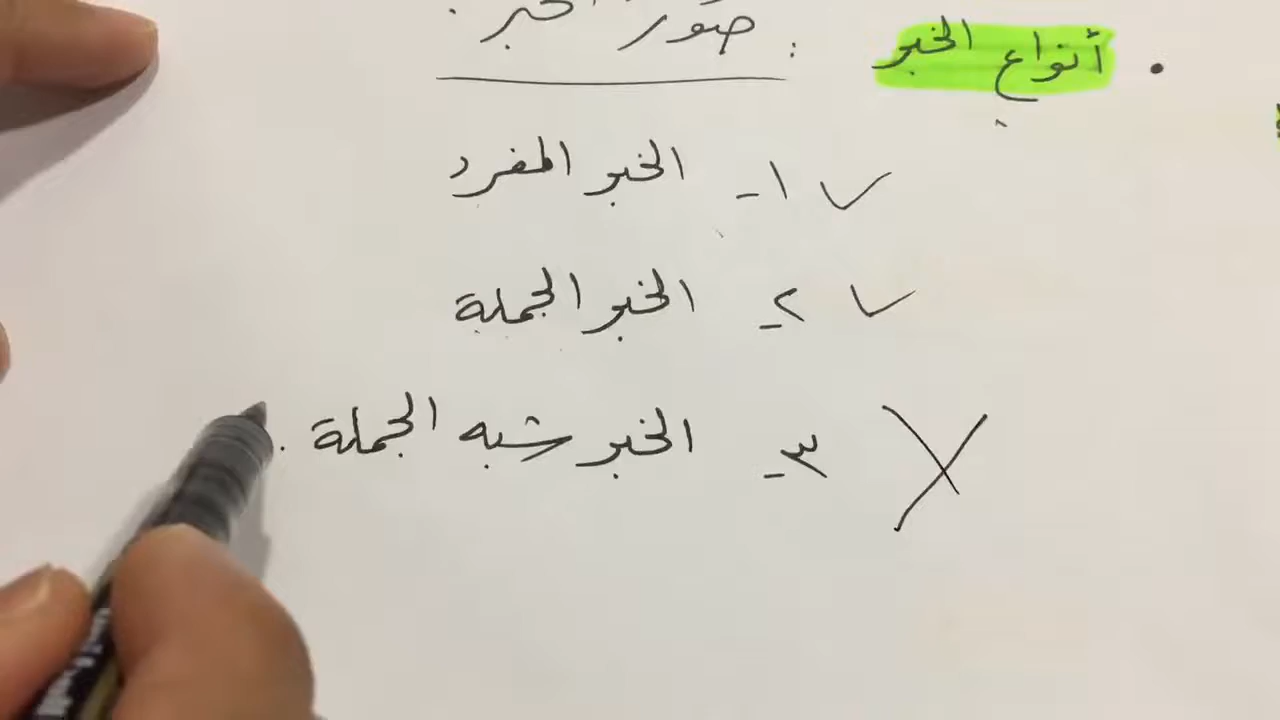 • أنواع الخبر : صور الخبر .
١ - الخبر المفرد
٢ - الخبر الجملة
٣ - الخبر شبه الجملة .